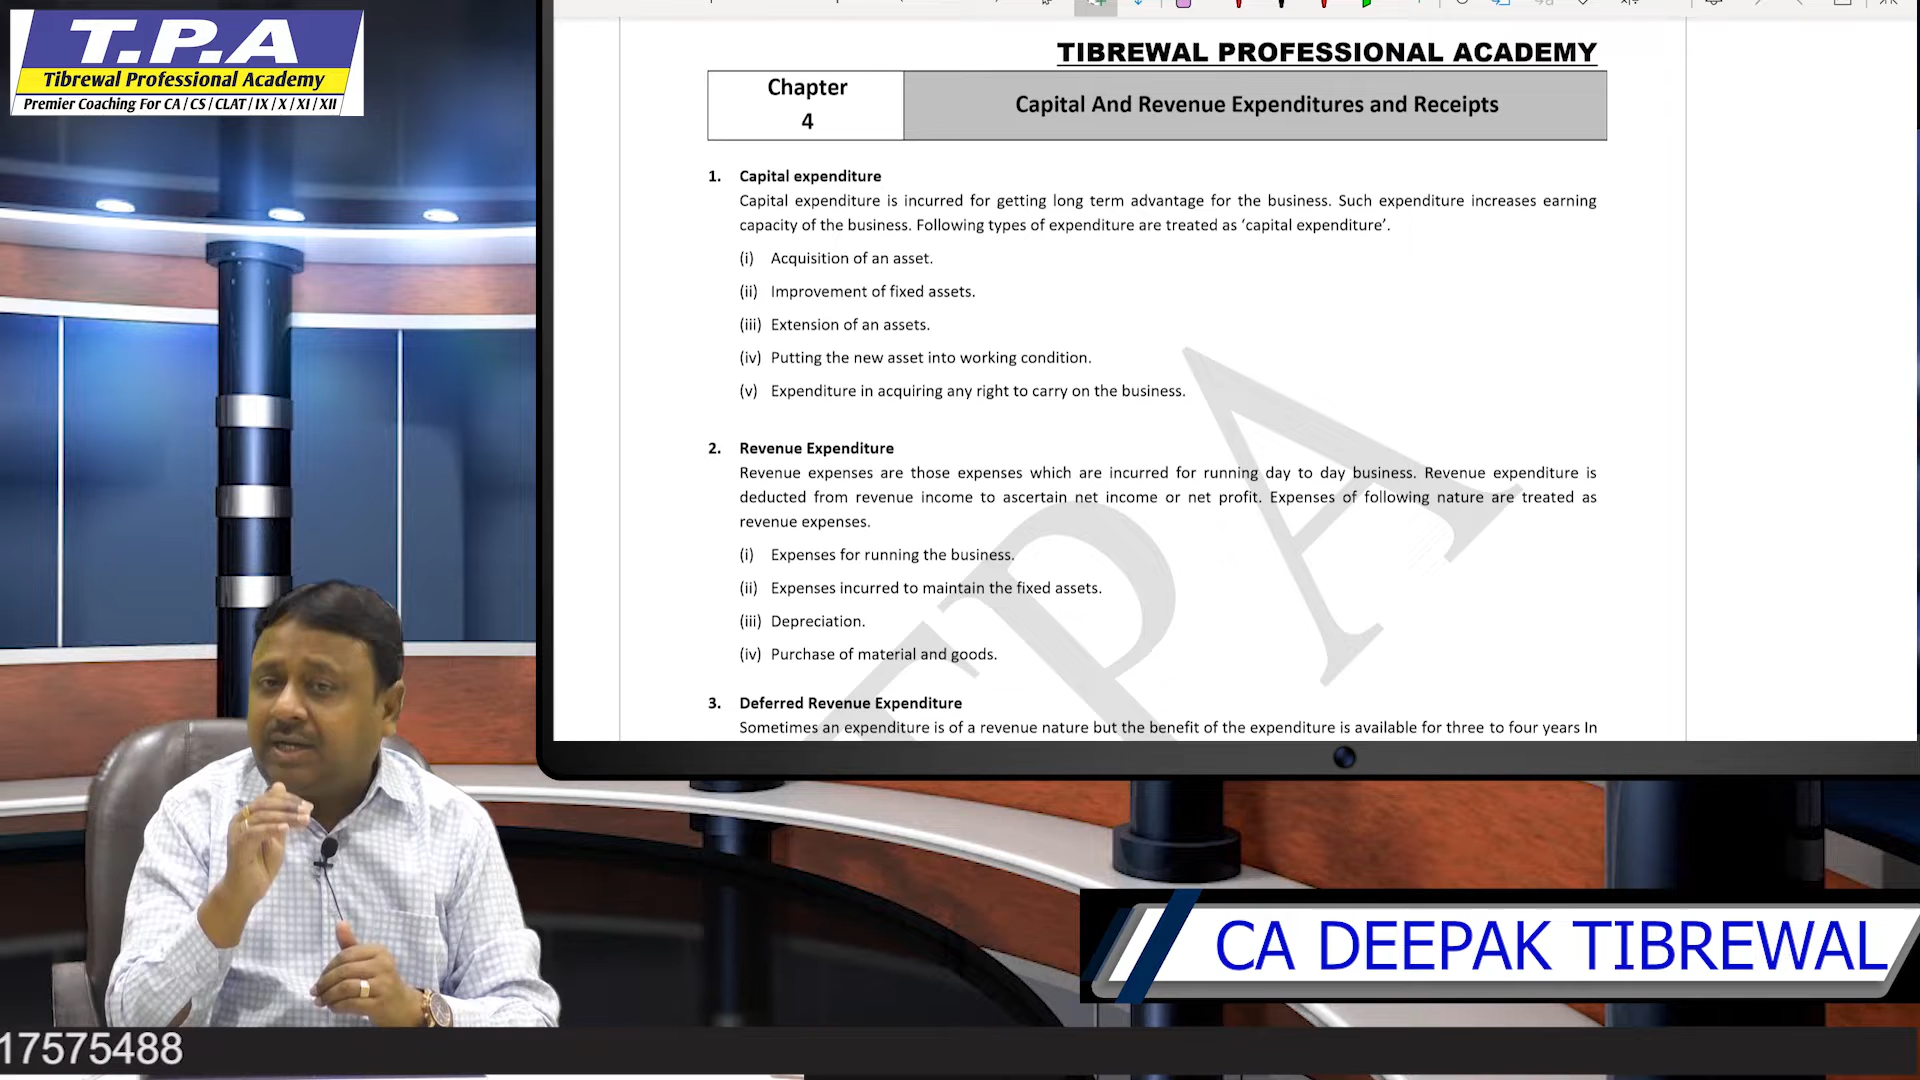 T.P.A
Tibrewal Professional Academy
Premier Coaching For CA / CS / CLAT / IX / X / XI / XII
TIBREWAL PROFESSIONAL ACADEMY
Chapter
4
Capital And Revenue Expenditures and Receipts
1. Capital expenditure
Capital expenditure is incurred for getting long term advantage for the business. Such expenditure increases earning
capacity of the business. Following types of expenditure are treated as ‘capital expenditure’.
(i) Acquisition of an asset.
(ii) Improvement of fixed assets.
(iii) Extension of an assets.
(iv) Putting the new asset into working condition.
(v) Expenditure in acquiring any right to carry on the business.
2. Revenue Expenditure
Revenue expenses are those expenses which are incurred for running day to day business. Revenue expenditure is
deducted from revenue income to ascertain net income or net profit. Expenses of following nature are treated as
revenue expenses.
(i) Expenses for running the business.
(ii) Expenses incurred to maintain the fixed assets.
(iii) Depreciation.
(iv) Purchase of material and goods.
3. Deferred Revenue Expenditure
Sometimes an expenditure is of a revenue nature but the benefit of the expenditure is available for three to four years In
TPA
CA DEEPAK TIBREWAL
17575488